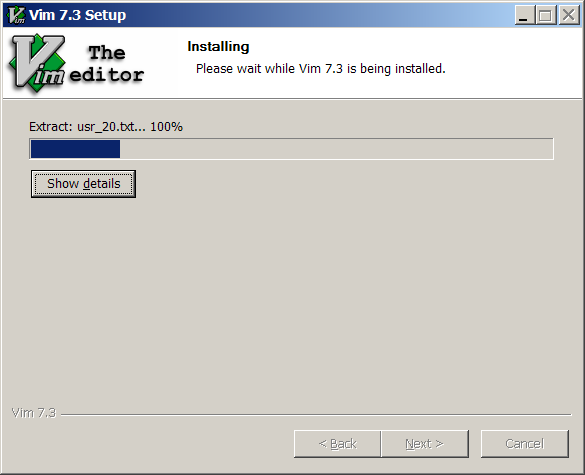 Vim 7.3 Setup
The
Vim editor
Installing
Please wait while Vim 7.3 is being installed.
Extract: usr_20.txt... 100%
Show details
Vim 7.3
< Back
Next >
Cancel